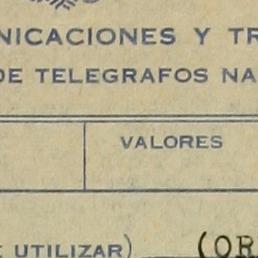 NICACIONES Y TR
DE TELEGRAFOS NA
VALORES
E UTILIZAR) (OR